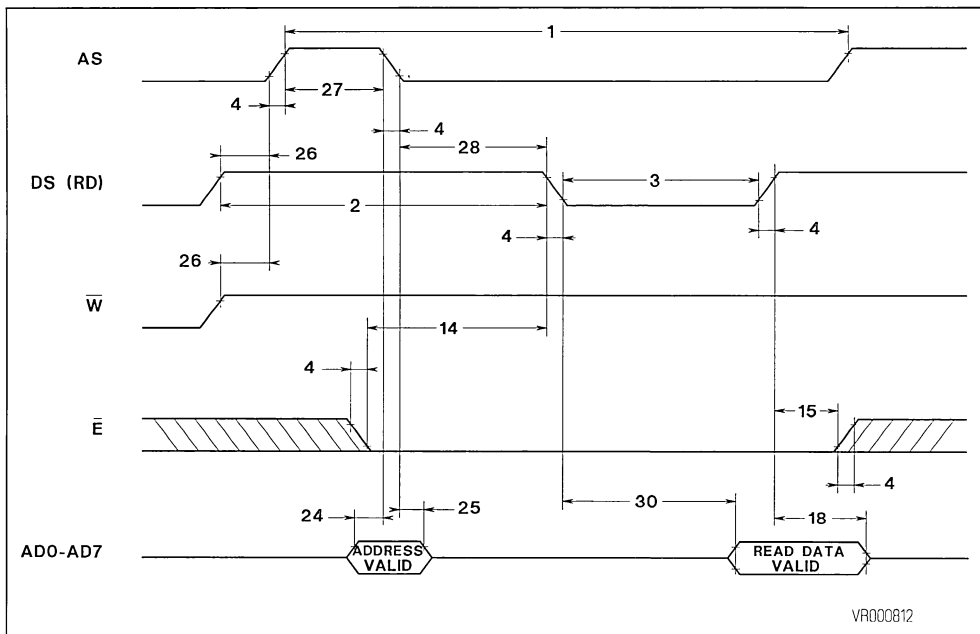 1
AS
27
4
4
28
26
DS (RD)
3
2
4
4
26
W̅
14
4
15
E̅
4
30
24
25
18
AD0-AD7
ADDRESS
VALID
READ DATA
VALID
VR000812